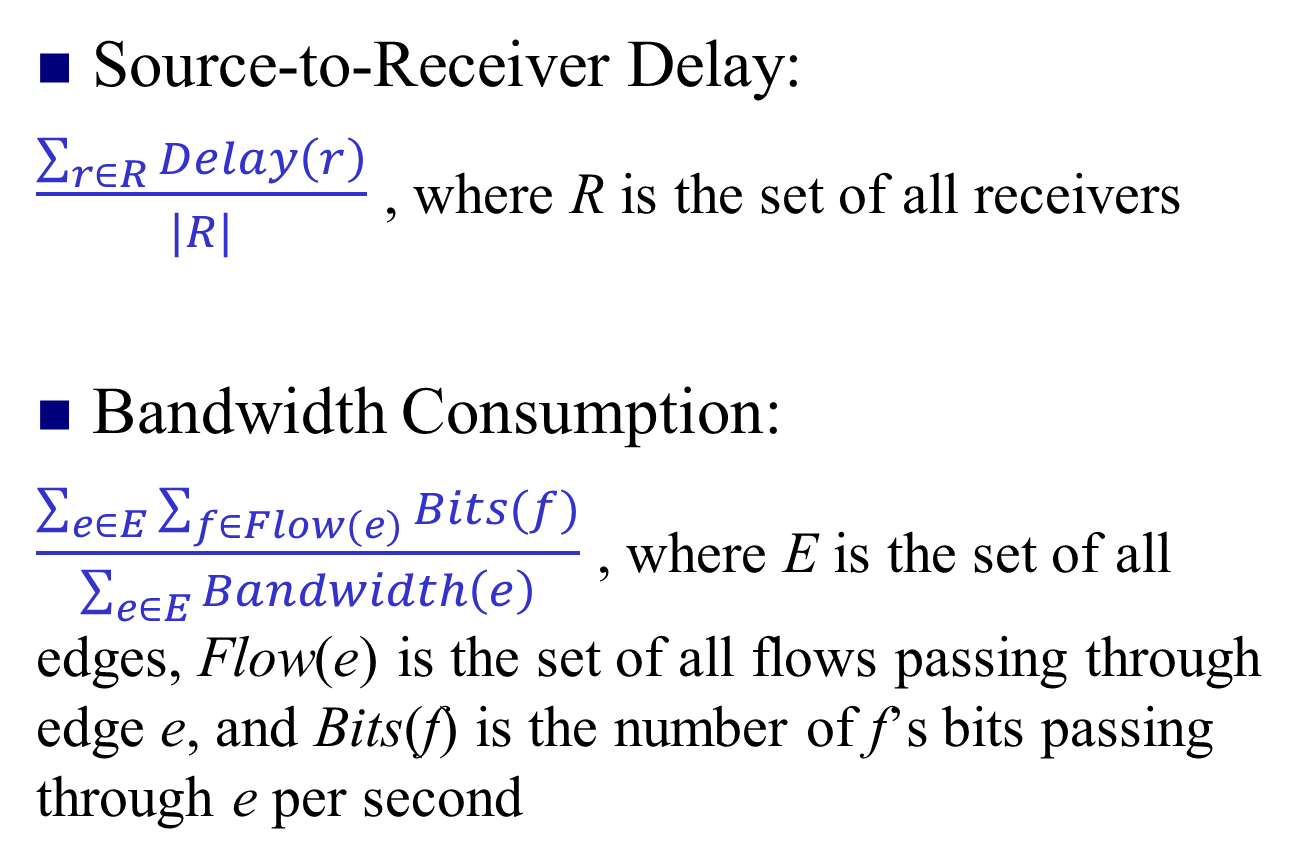 ■ Source-to-Receiver Delay:
∑_{r∈R} Delay(r)
|R|
, where R is the set of all receivers
■ Bandwidth Consumption:
∑_{e∈E} ∑_{f∈Flow(e)} Bits(f)
∑_{e∈E} Bandwidth(e)
, where E is the set of all
edges, Flow(e) is the set of all flows passing through
edge e, and Bits(f) is the number of f’s bits passing
through e per second